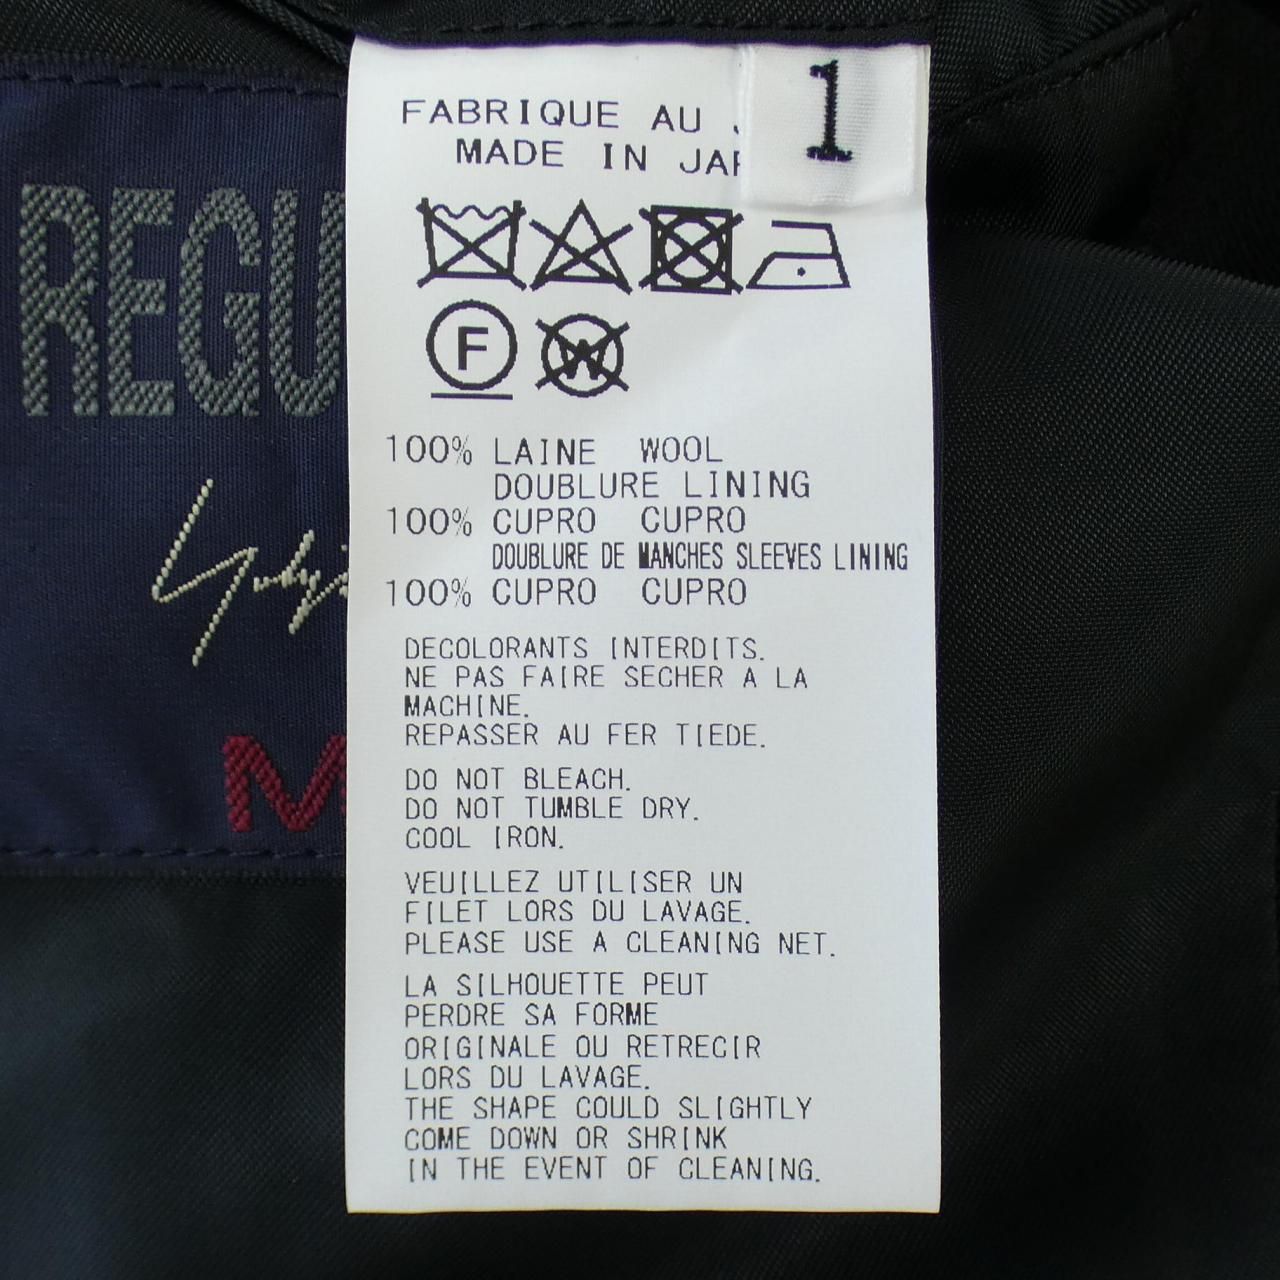 FABRIQUE AU
MADE IN
1
F
W
100% LAINE WOOL
DOUBLURE LINING
100% CUPRO CUPRO
DOUBLURE DE MANCHES SLEEVES LINING
100% CUPRO CUPRO
DECOLORANTS INTERDITS.
NE PAS FAIRE SECHER A LA
MACHINE.
REPASSER AU FER TIEDE.
DO NOT BLEACH.
DO NOT TUMBLE DRY.
COOL IRON.
VEUILLEZ UTILISER UN
FILET LORS DU LAVAGE.
PLEASE USE A CLEANING NET.
LA SILHOUETTE PEUT
PERDRE SA FORME
ORIGINALE OU RETRECIR
LORS DU LAVAGE.
THE SHAPE COULD SLIGHTLY
COME DOWN OR SHRINK
IN THE EVENT OF CLEANING.
REGU
M